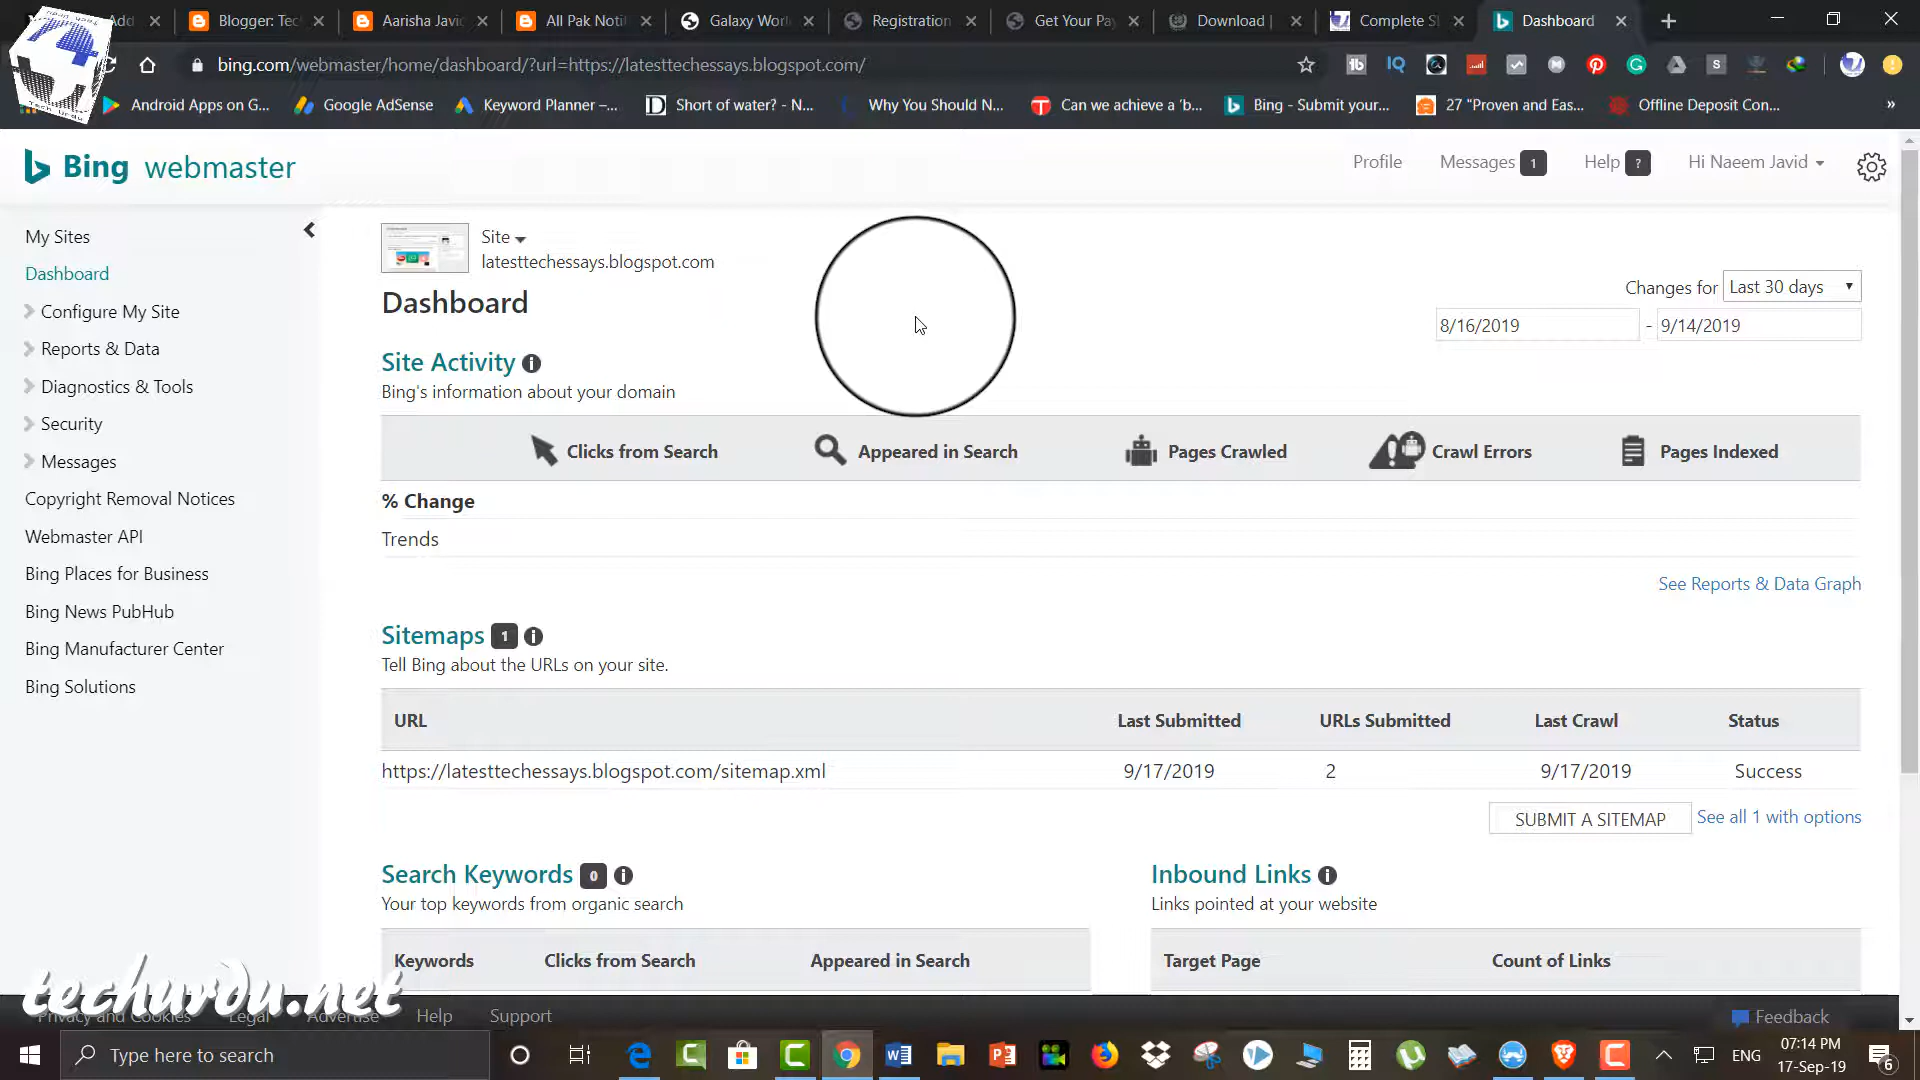 Add
Blogger: Tec
Aarisha Javi
All Pak Noti
Galaxy Worl
Registration
Get Your Pay
Download |
Complete S
Dashboard
bing.com/webmaster/home/dashboard/?url=https://latesttechessays.blogspot.com/
Android Apps on G...
Google AdSense
Keyword Planner –...
Short of water? - N...
Why You Should N...
Can we achieve a 'b...
Bing - Submit your...
27 "Proven and Eas...
Offline Deposit Con...
»
Bing webmaster
Profile
Messages 1
Help ?
Hi Naeem Javid
My Sites
Dashboard
Configure My Site
Reports & Data
Diagnostics & Tools
Security
Messages
Copyright Removal Notices
Webmaster API
Bing Places for Business
Bing News PubHub
Bing Manufacturer Center
Bing Solutions
Site
latesttechessays.blogspot.com
Dashboard
Changes for Last 30 days
8/16/2019 - 9/14/2019
Site Activity
Bing's information about your domain
Clicks from Search Appeared in Search Pages Crawled Crawl Errors Pages Indexed
% Change
Trends
See Reports & Data Graph
Sitemaps 1
Tell Bing about the URLs on your site.
URL Last Submitted URLs Submitted Last Crawl Status
https://latesttechessays.blogspot.com/sitemap.xml 9/17/2019 2 9/17/2019 Success
SUBMIT A SITEMAP See all 1 with options
Search Keywords 0
Your top keywords from organic search
Keywords Clicks from Search Appeared in Search
Inbound Links
Links pointed at your website
Target Page Count of Links
techurdu.net
Privacy and Cookies Legal Advertise Help Support
Feedback
Type here to search
ENG
07:14 PM
17-Sep-19
6